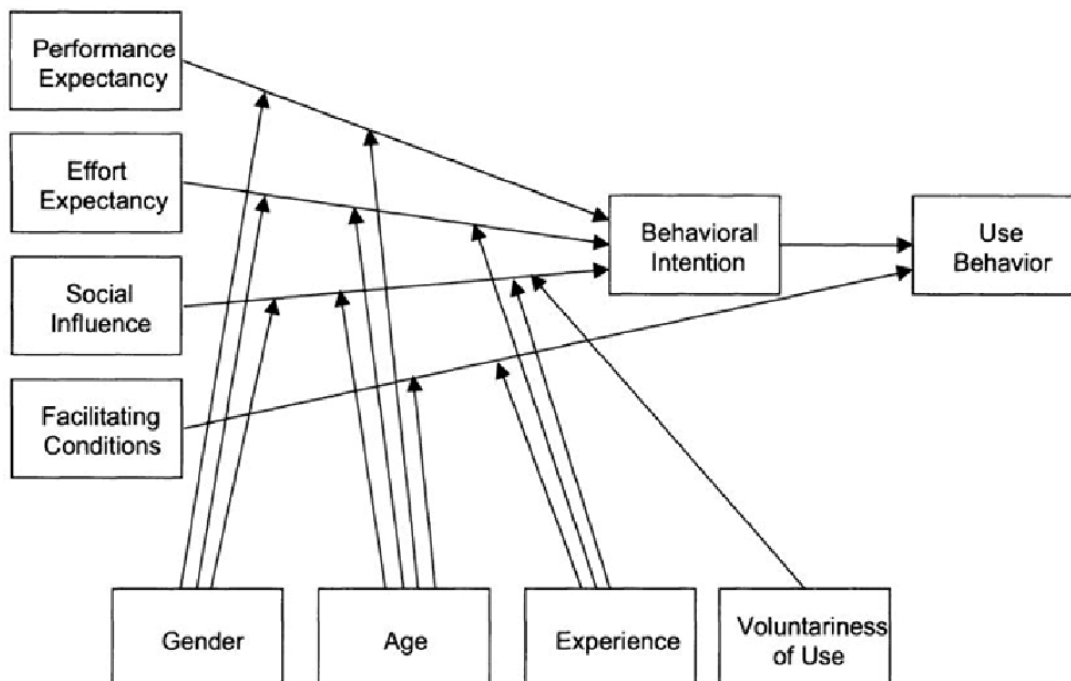 Performance
Expectancy
Effort
Expectancy
Social
Influence
Facilitating
Conditions
Behavioral
Intention
Use
Behavior
Gender
Age
Experience
Voluntariness
of Use